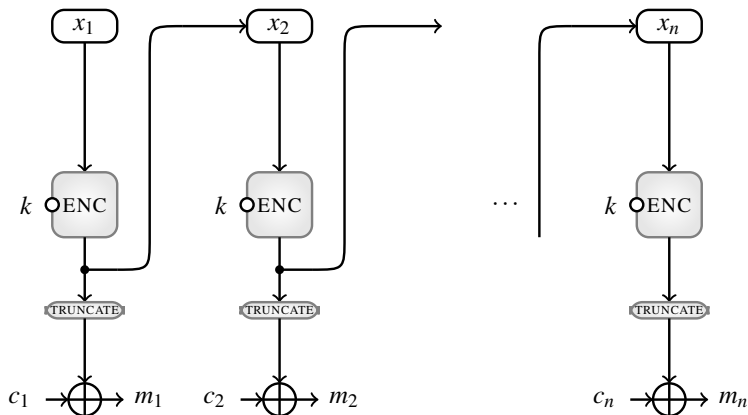 x1 x2 xn
k ENC k ENC ... k ENC
TRUNCATE TRUNCATE TRUNCATE
c1 m1 c2 m2 cn mn